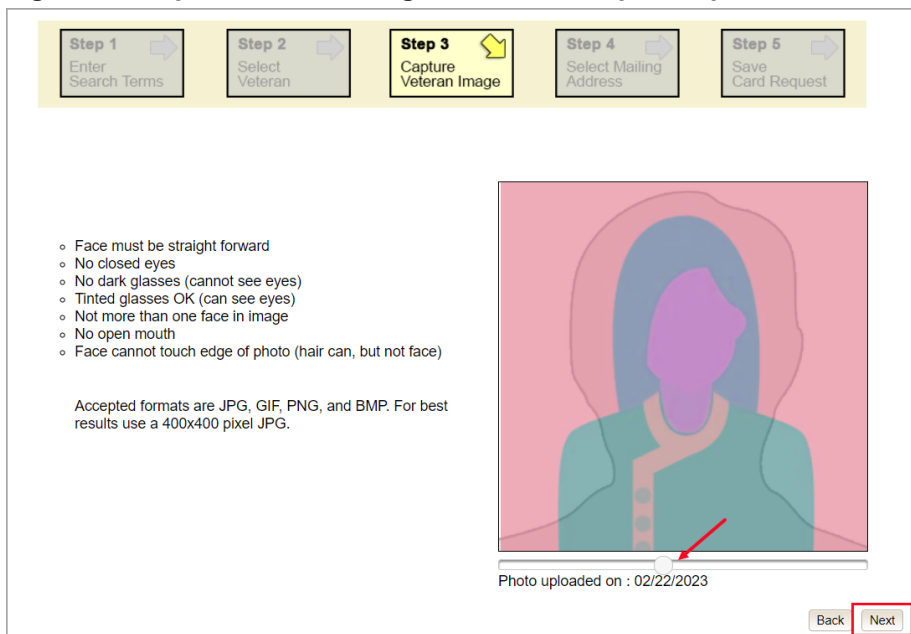 Step 1
Enter
Search Terms
Step 2
Select
Veteran
Step 3
Capture
Veteran Image
Step 4
Select Mailing
Address
Step 5
Save
Card Request
Face must be straight forward
No closed eyes
No dark glasses (cannot see eyes)
Tinted glasses OK (can see eyes)
Not more than one face in image
No open mouth
Face cannot touch edge of photo (hair can, but not face)
Accepted formats are JPG, GIF, PNG, and BMP. For best
results use a 400x400 pixel JPG.
Photo uploaded on : 02/22/2023
Back
Next